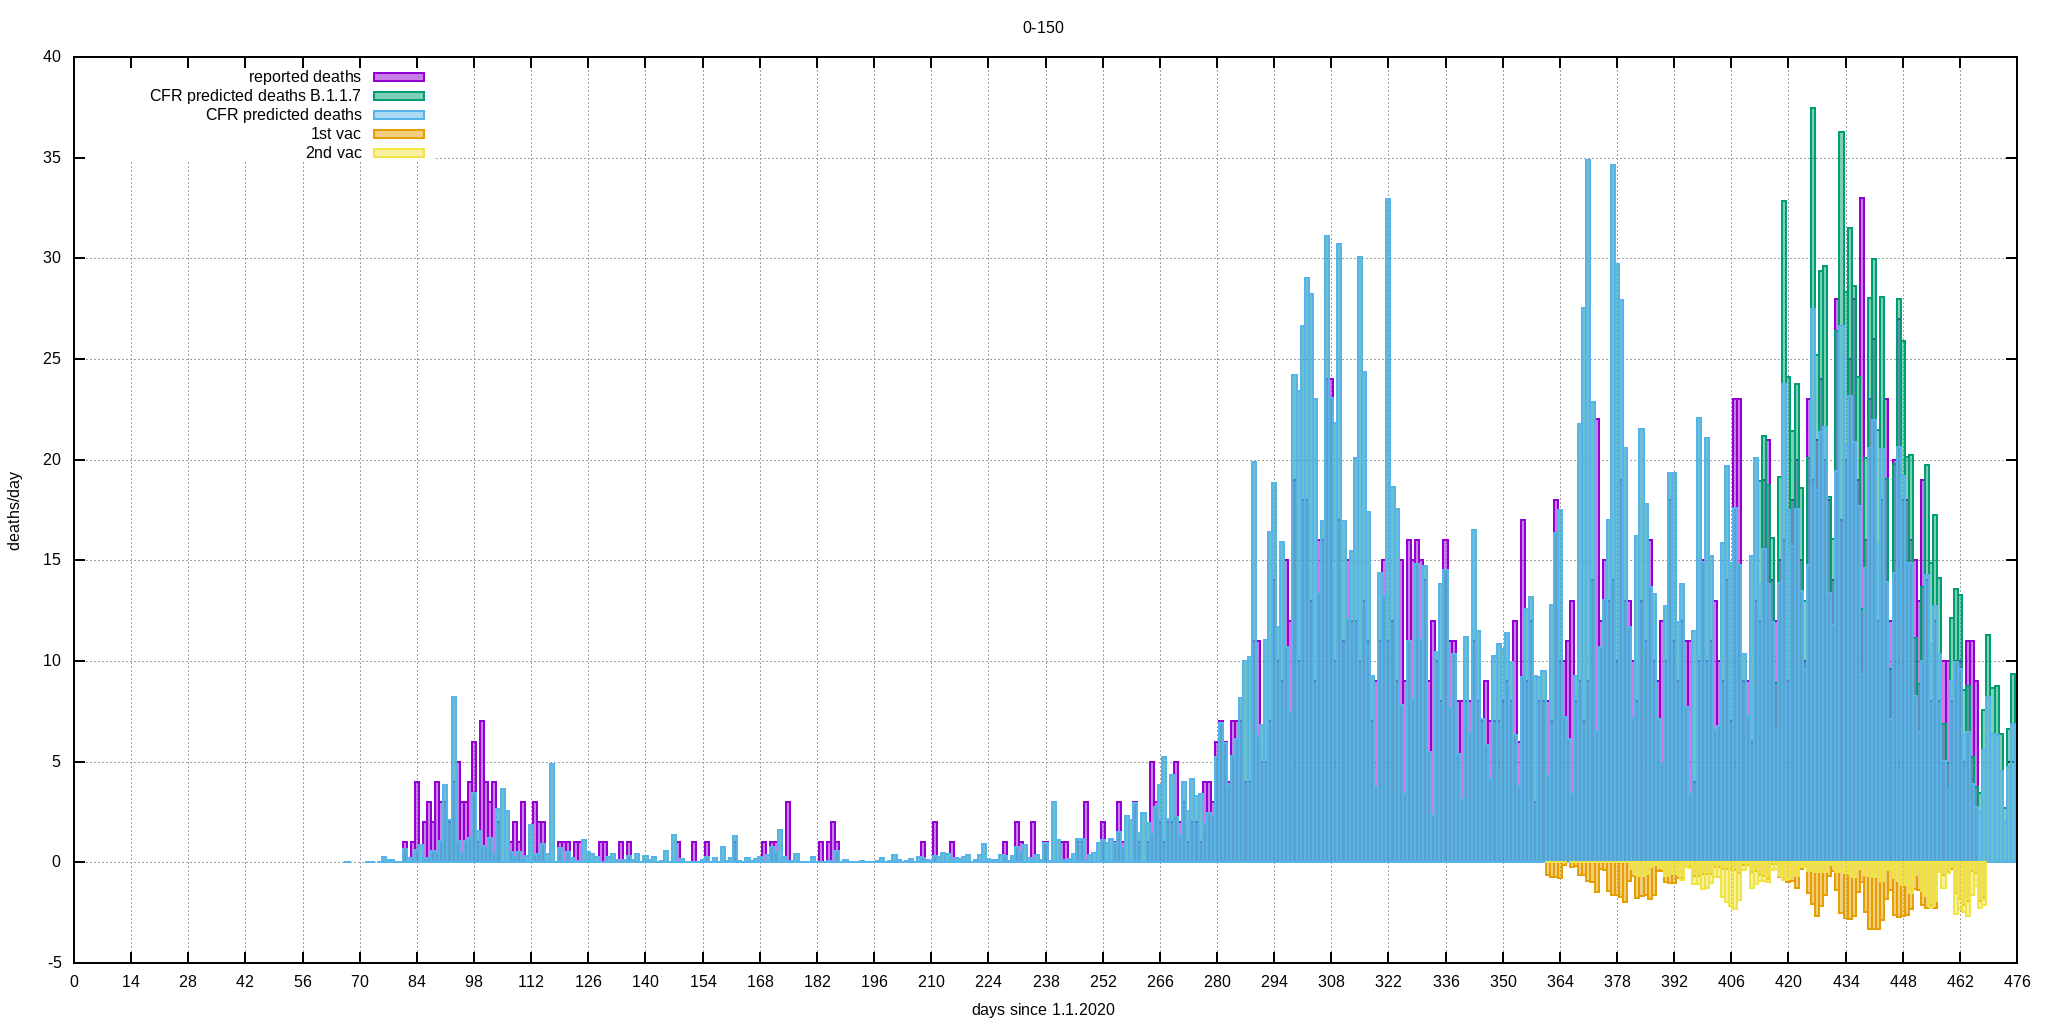 0-150
reported deaths
CFR predicted deaths B.1.1.7
CFR predicted deaths
1st vac
2nd vac
40
35
30
25
20
15
10
5
0
-5
deaths/day
0 14 28 42 56 70 84 98 112 126 140 154 168 182 196 210 224 238 252 266 280 294 308 322 336 350 364 378 392 406 420 434 448 462 476
days since 1.1.2020